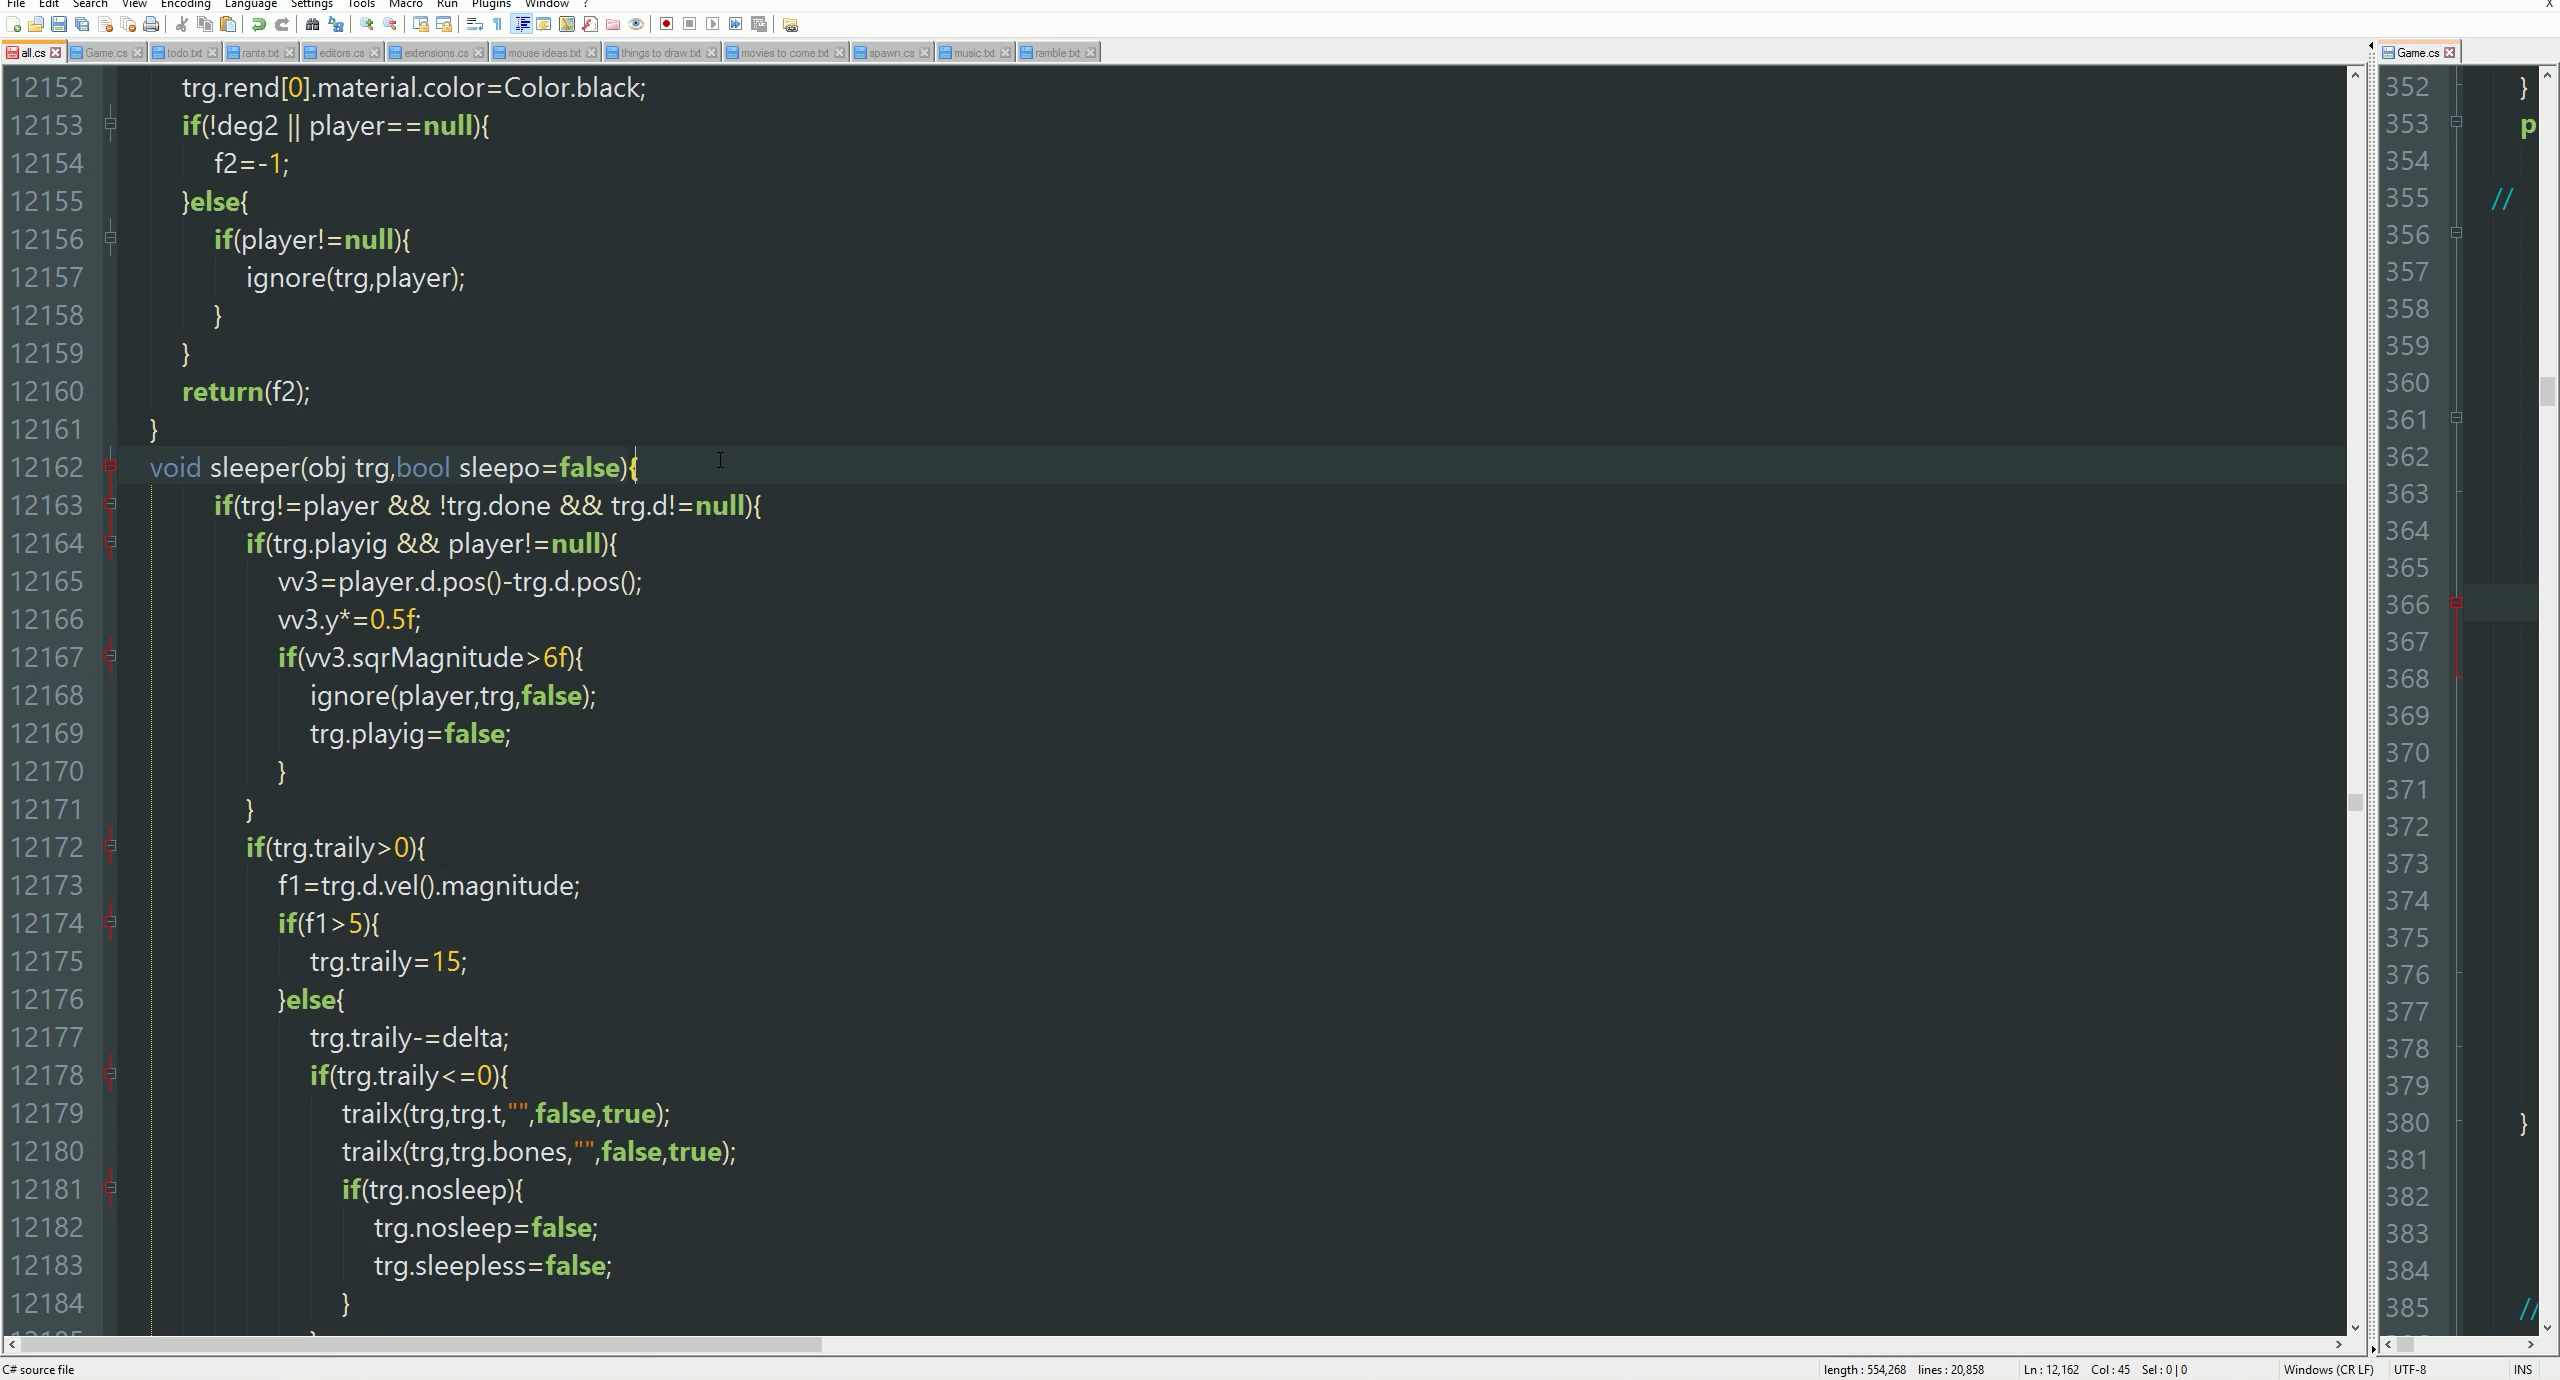 File Edit Search View Encoding Language Settings Tools Macro Run Plugins Window ? X
all.cs Game.cs todo.txt rants.txt editors.cs extensions.cs mouse ideas.txt things to draw.txt movies to come.txt spawn.cs music.txt ramble.txt
12152 trg.rend[0].material.color=Color.black;
12153 if(!deg2 || player==null){
12154 f2=-1;
12155 }else{
12156 if(player!=null){
12157 ignore(trg,player);
12158 }
12159 }
12160 return(f2);
12161 }
12162 void sleeper(obj trg,bool sleepo=false){
12163 if(trg!=player && !trg.done && trg.d!=null){
12164 if(trg.playig && player!=null){
12165 vv3=player.d.pos()-trg.d.pos();
12166 vv3.y*=0.5f;
12167 if(vv3.sqrMagnitude>6f){
12168 ignore(player,trg,false);
12169 trg.playig=false;
12170 }
12171 }
12172 if(trg.traily>0){
12173 f1=trg.d.vel().magnitude;
12174 if(f1>5){
12175 trg.traily=15;
12176 }else{
12177 trg.traily-=delta;
12178 if(trg.traily<=0){
12179 trailx(trg,trg.t,"",false,true);
12180 trailx(trg,trg.bones,"",false,true);
12181 if(trg.nosleep){
12182 trg.nosleep=false;
12183 trg.sleepless=false;
12184 }
Game.cs
352 }
353 p
354
355 //
356
357
358
359
360
361
362
363
364
365
366
367
368
369
370
371
372
373
374
375
376
377
378
379
380 }
381
382
383
384
385 //
C# source file length : 554,268 lines : 20,858 Ln : 12,162 Col : 45 Sel : 0 | 0 Windows (CR LF) UTF-8 INS